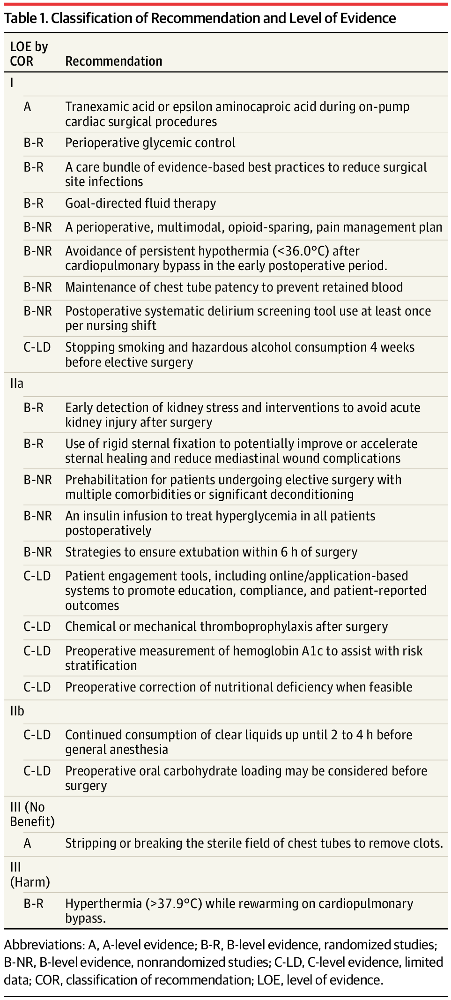 Table 1. Classification of Recommendation and Level of Evidence
LOE by
COR Recommendation
I
A Tranexamic acid or epsilon aminocaproic acid during on-pump
cardiac surgical procedures
B-R Perioperative glycemic control
B-R A care bundle of evidence-based best practices to reduce surgical
site infections
B-R Goal-directed fluid therapy
B-NR A perioperative, multimodal, opioid-sparing, pain management plan
B-NR Avoidance of persistent hypothermia (<36.0°C) after
cardiopulmonary bypass in the early postoperative period.
B-NR Maintenance of chest tube patency to prevent retained blood
B-NR Postoperative systematic delirium screening tool use at least once
per nursing shift
C-LD Stopping smoking and hazardous alcohol consumption 4 weeks
before elective surgery
IIa
B-R Early detection of kidney stress and interventions to avoid acute
kidney injury after surgery
B-R Use of rigid sternal fixation to potentially improve or accelerate
sternal healing and reduce mediastinal wound complications
B-NR Prehabilitation for patients undergoing elective surgery with
multiple comorbidities or significant deconditioning
B-NR An insulin infusion to treat hyperglycemia in all patients
postoperatively
B-NR Strategies to ensure extubation within 6 h of surgery
C-LD Patient engagement tools, including online/application-based
systems to promote education, compliance, and patient-reported
outcomes
C-LD Chemical or mechanical thromboprophylaxis after surgery
C-LD Preoperative measurement of hemoglobin A1c to assist with risk
stratification
C-LD Preoperative correction of nutritional deficiency when feasible
IIb
C-LD Continued consumption of clear liquids up until 2 to 4 h before
general anesthesia
C-LD Preoperative oral carbohydrate loading may be considered before
surgery
III (No
Benefit)
A Stripping or breaking the sterile field of chest tubes to remove clots.
III
(Harm)
B-R Hyperthermia (>37.9°C) while rewarming on cardiopulmonary
bypass.
Abbreviations: A, A-level evidence; B-R, B-level evidence, randomized studies;
B-NR, B-level evidence, nonrandomized studies; C-LD, C-level evidence, limited
data; COR, classification of recommendation; LOE, level of evidence.